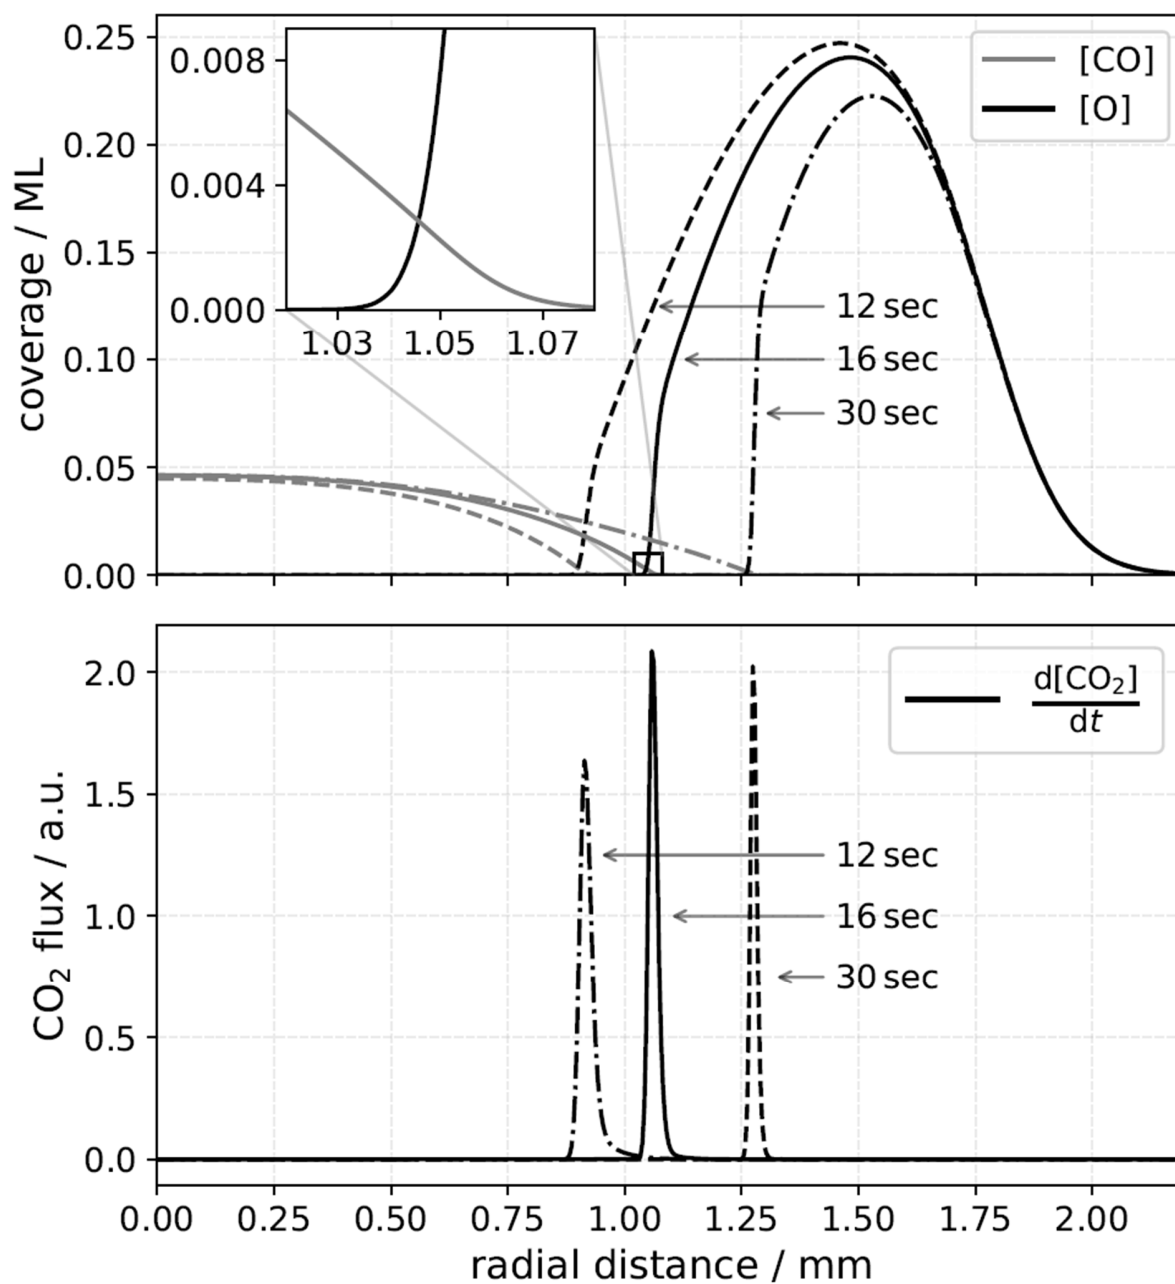 coverage / ML
0.25
0.20
0.15
0.10
0.05
0.00
0.008
0.004
0.000
1.03 1.05 1.07
[CO]
[O]
12 sec
16 sec
30 sec
CO₂ flux / a.u.
2.0
1.5
1.0
0.5
0.0
d[CO₂]
dt
12 sec
16 sec
30 sec
0.00 0.25 0.50 0.75 1.00 1.25 1.50 1.75 2.00
radial distance / mm